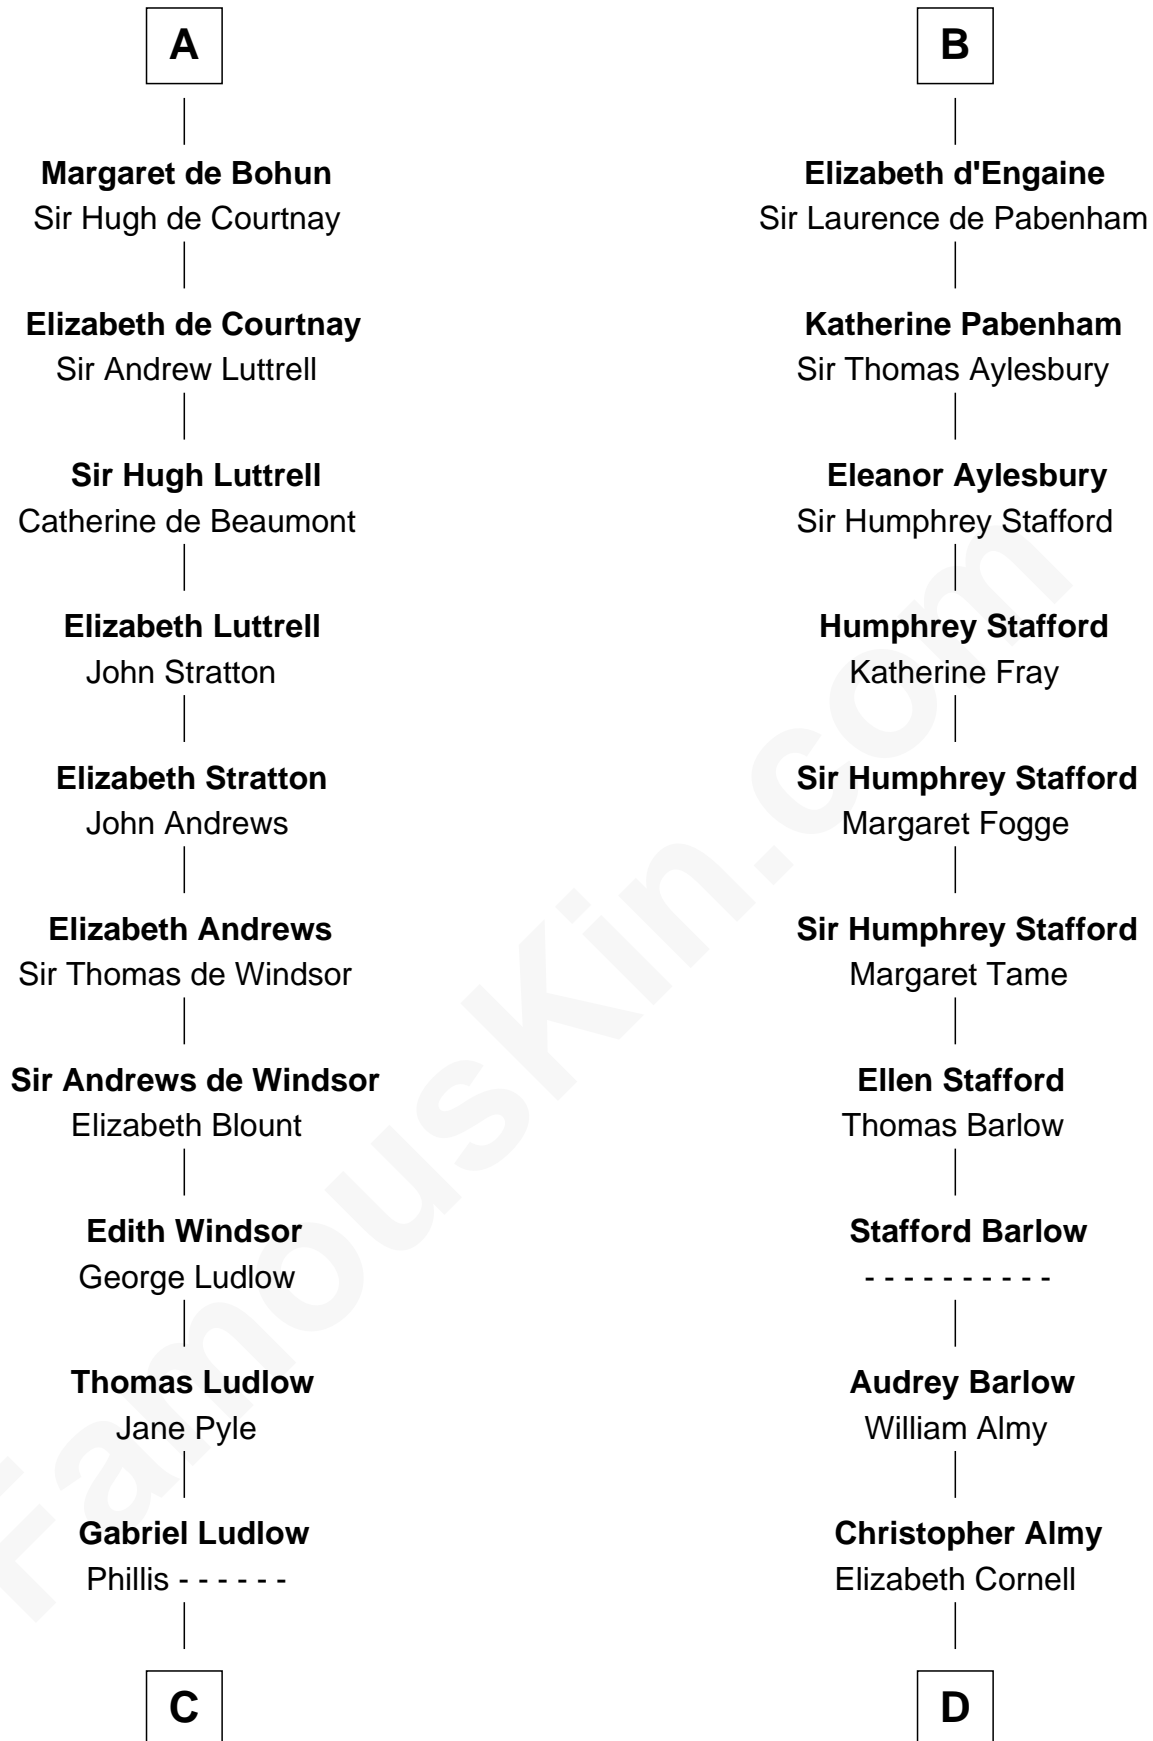 A
Margaret de Bohun
Sir Hugh de Courtnay
Elizabeth de Courtnay
Sir Andrew Luttrell
Sir Hugh Luttrell
Catherine de Beaumont
Elizabeth Luttrell
John Stratton
Elizabeth Stratton
John Andrews
Elizabeth Andrews
Sir Thomas de Windsor
Sir Andrews de Windsor
Elizabeth Blount
Edith Windsor
George Ludlow
Thomas Ludlow
Jane Pyle
Gabriel Ludlow
Phillis - - - - - -
C
B
Elizabeth d'Engaine
Sir Laurence de Pabenham
Katherine Pabenham
Sir Thomas Aylesbury
Eleanor Aylesbury
Sir Humphrey Stafford
Humphrey Stafford
Katherine Fray
Sir Humphrey Stafford
Margaret Fogge
Sir Humphrey Stafford
Margaret Tame
Ellen Stafford
Thomas Barlow
Stafford Barlow
- - - - - - - - - -
Audrey Barlow
William Almy
Christopher Almy
Elizabeth Cornell
D
FamousKin.com